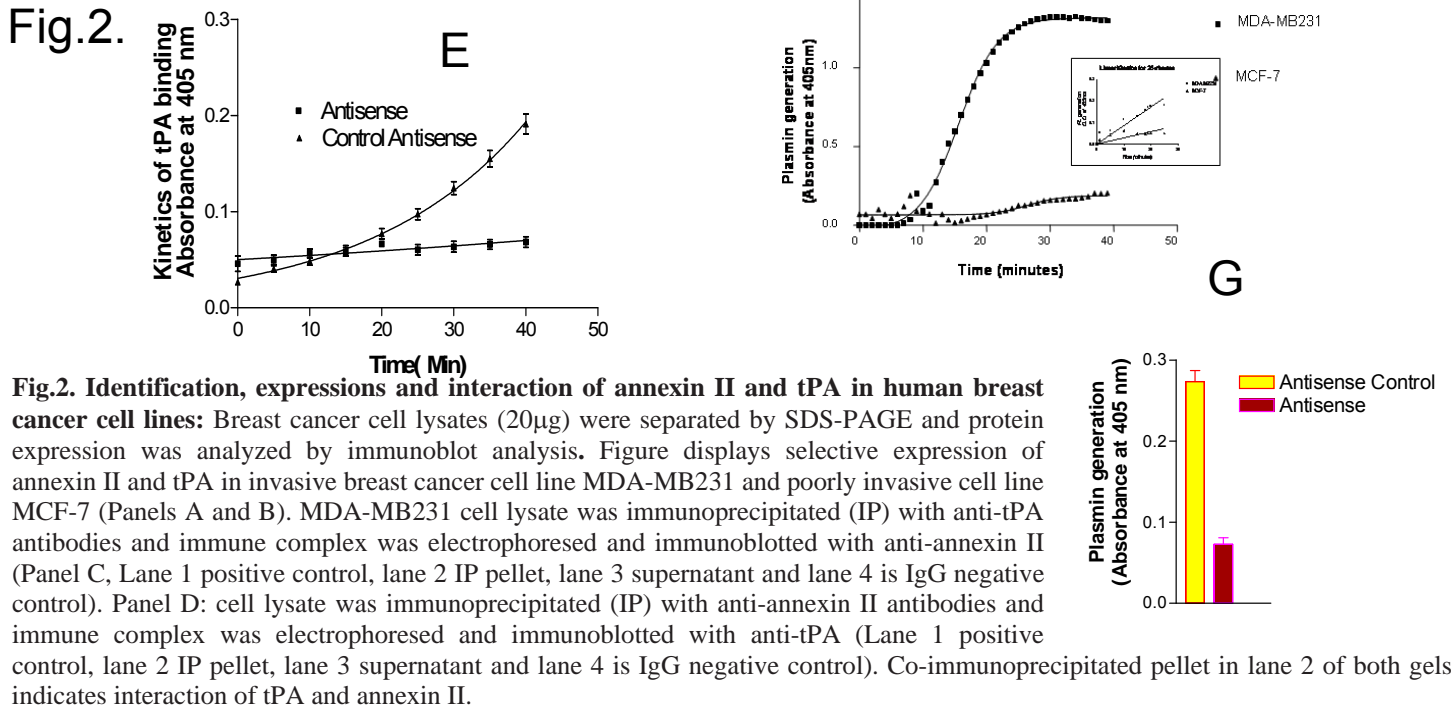 Fig.2.
0.3
0.2
0.1
0.0
Kinetics of tPA binding
Absorbance at 405 nm
E
Antisense
Control Antisense
0 10 20 30 40 50
Time( Min)
Plasmin generation
(Absorbance at 405nm)
1.0
0.0
MDA-MB231
MCF-7
MDA-MB231
MCF-7
Time (minutes)
0 10 20 30 40 50
Time (minutes)
G
Plasmin generation
(Absorbance at 405 nm)
0.3
0.2
0.1
0.0
Antisense Control
Antisense
Fig.2. Identification, expressions and interaction of annexin II and tPA in human breast
cancer cell lines: Breast cancer cell lysates (20µg) were separated by SDS-PAGE and protein
expression was analyzed by immunoblot analysis. Figure displays selective expression of
annexin II and tPA in invasive breast cancer cell line MDA-MB231 and poorly invasive cell line
MCF-7 (Panels A and B). MDA-MB231 cell lysate was immunoprecipitated (IP) with anti-tPA
antibodies and immune complex was electrophoresed and immunoblotted with anti-annexin II
(Panel C, Lane 1 positive control, lane 2 IP pellet, lane 3 supernatant and lane 4 is IgG negative
control). Panel D: cell lysate was immunoprecipitated (IP) with anti-annexin II antibodies and
immune complex was electrophoresed and immunoblotted with anti-tPA (Lane 1 positive
control, lane 2 IP pellet, lane 3 supernatant and lane 4 is IgG negative control). Co-immunoprecipitated pellet in lane 2 of both gels
indicates interaction of tPA and annexin II.